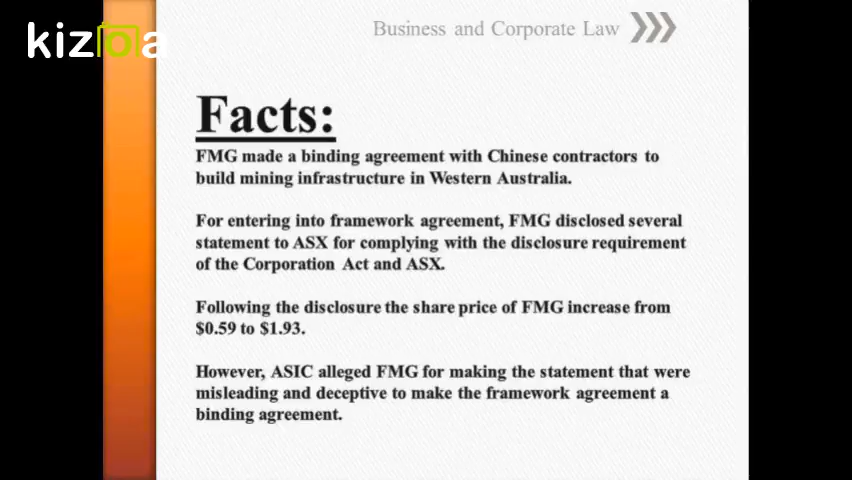 kizoa
Business and Corporate Law
Facts:
FMG made a binding agreement with Chinese contractors to
build mining infrastructure in Western Australia.
For entering into framework agreement, FMG disclosed several
statement to ASX for complying with the disclosure requirement
of the Corporation Act and ASX.
Following the disclosure the share price of FMG increase from
$0.59 to $1.93.
However, ASIC alleged FMG for making the statement that were
misleading and deceptive to make the framework agreement a
binding agreement.